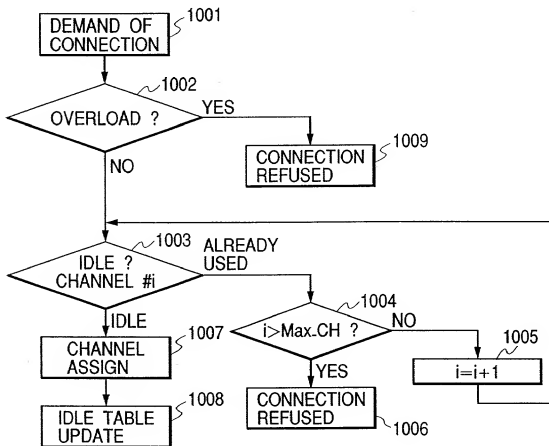 DEMAND OF
CONNECTION
1001
1002
OVERLOAD ?
YES
NO
CONNECTION
REFUSED
1009
1003
IDLE ?
CHANNEL #i
ALREADY
USED
IDLE
1004
i>Max_CH ?
NO
YES
1005
i=i+1
1007
CHANNEL
ASSIGN
1008
IDLE TABLE
UPDATE
CONNECTION
REFUSED
1006